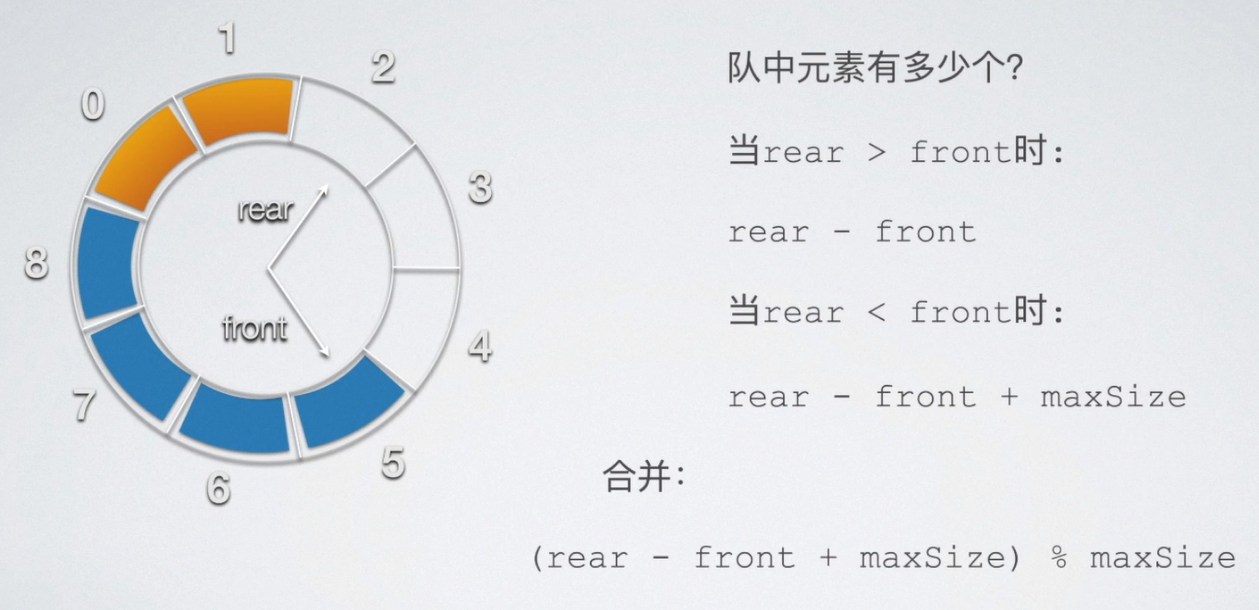 1
2
0
3
rear
8
front
4
7
5
6
队中元素有多少个?
当rear > front时:
rear - front
当rear < front时:
rear - front + maxSize
合并:
(rear - front + maxSize) % maxSize